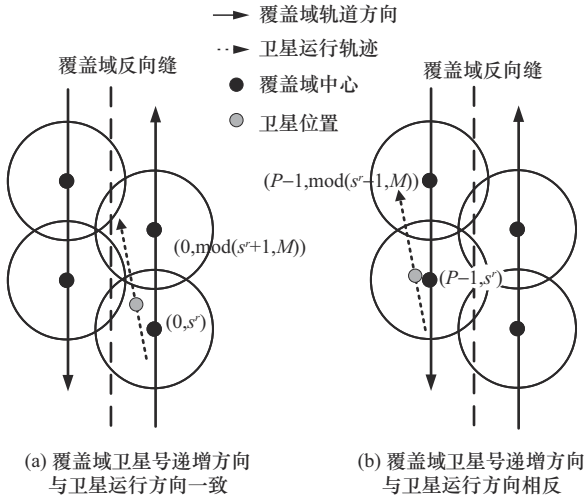 覆盖域轨道方向
卫星运行轨迹
覆盖域中心
卫星位置
覆盖域反向缝
(0,mod(sʳ+1,M))
(0,sʳ)
(a) 覆盖域卫星号递增方向
与卫星运行方向一致
覆盖域反向缝
(P−1,mod(sʳ−1,M))
(P−1,sʳ)
(b) 覆盖域卫星号递增方向
与卫星运行方向相反